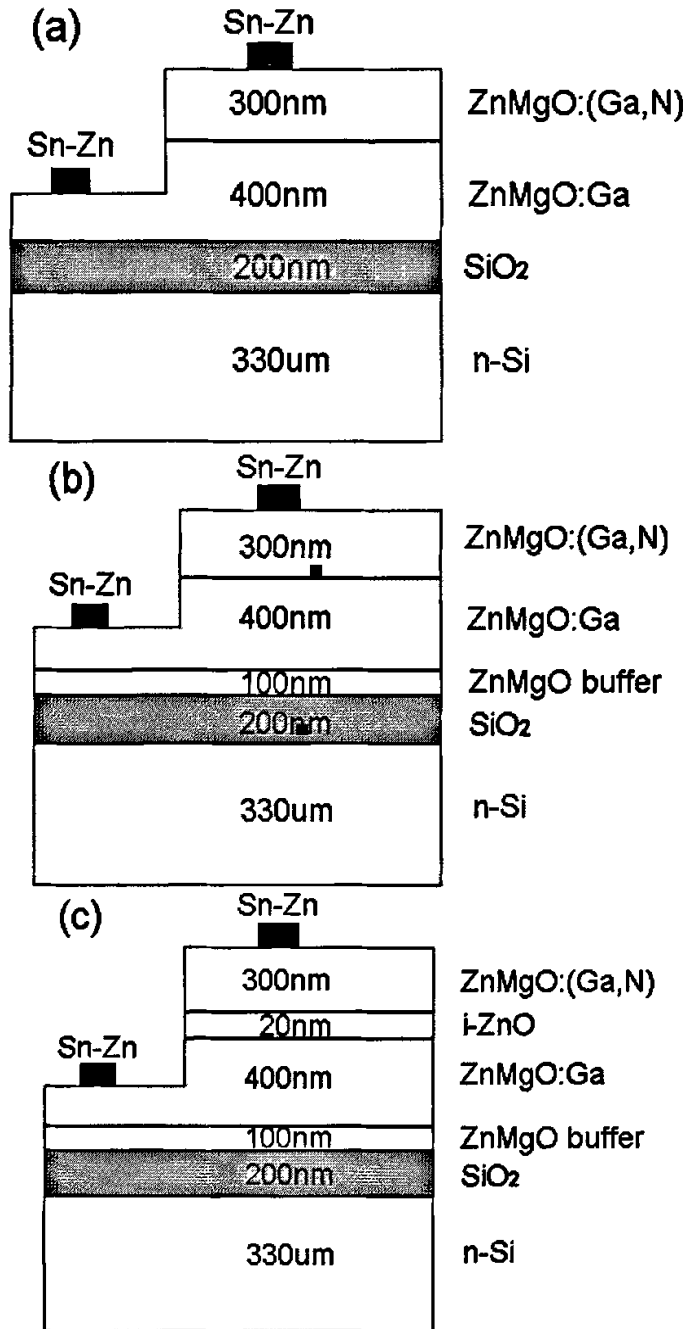 (a)
Sn-Zn
300nm ZnMgO:(Ga,N)
Sn-Zn
400nm ZnMgO:Ga
200nm SiO₂
330um n-Si
(b)
Sn-Zn
300nm ZnMgO:(Ga,N)
Sn-Zn
400nm ZnMgO:Ga
100nm ZnMgO buffer
200nm SiO₂
330um n-Si
(c)
Sn-Zn
300nm ZnMgO:(Ga,N)
20nm i-ZnO
Sn-Zn
400nm ZnMgO:Ga
100nm ZnMgO buffer
200nm SiO₂
330um n-Si